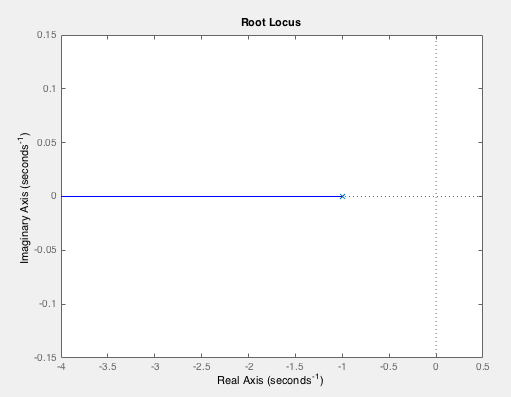 Root Locus
0.15
0.1
0.05
0
-0.05
-0.1
-0.15
Imaginary Axis (seconds⁻¹)
-4 -3.5 -3 -2.5 -2 -1.5 -1 -0.5 0 0.5
Real Axis (seconds⁻¹)